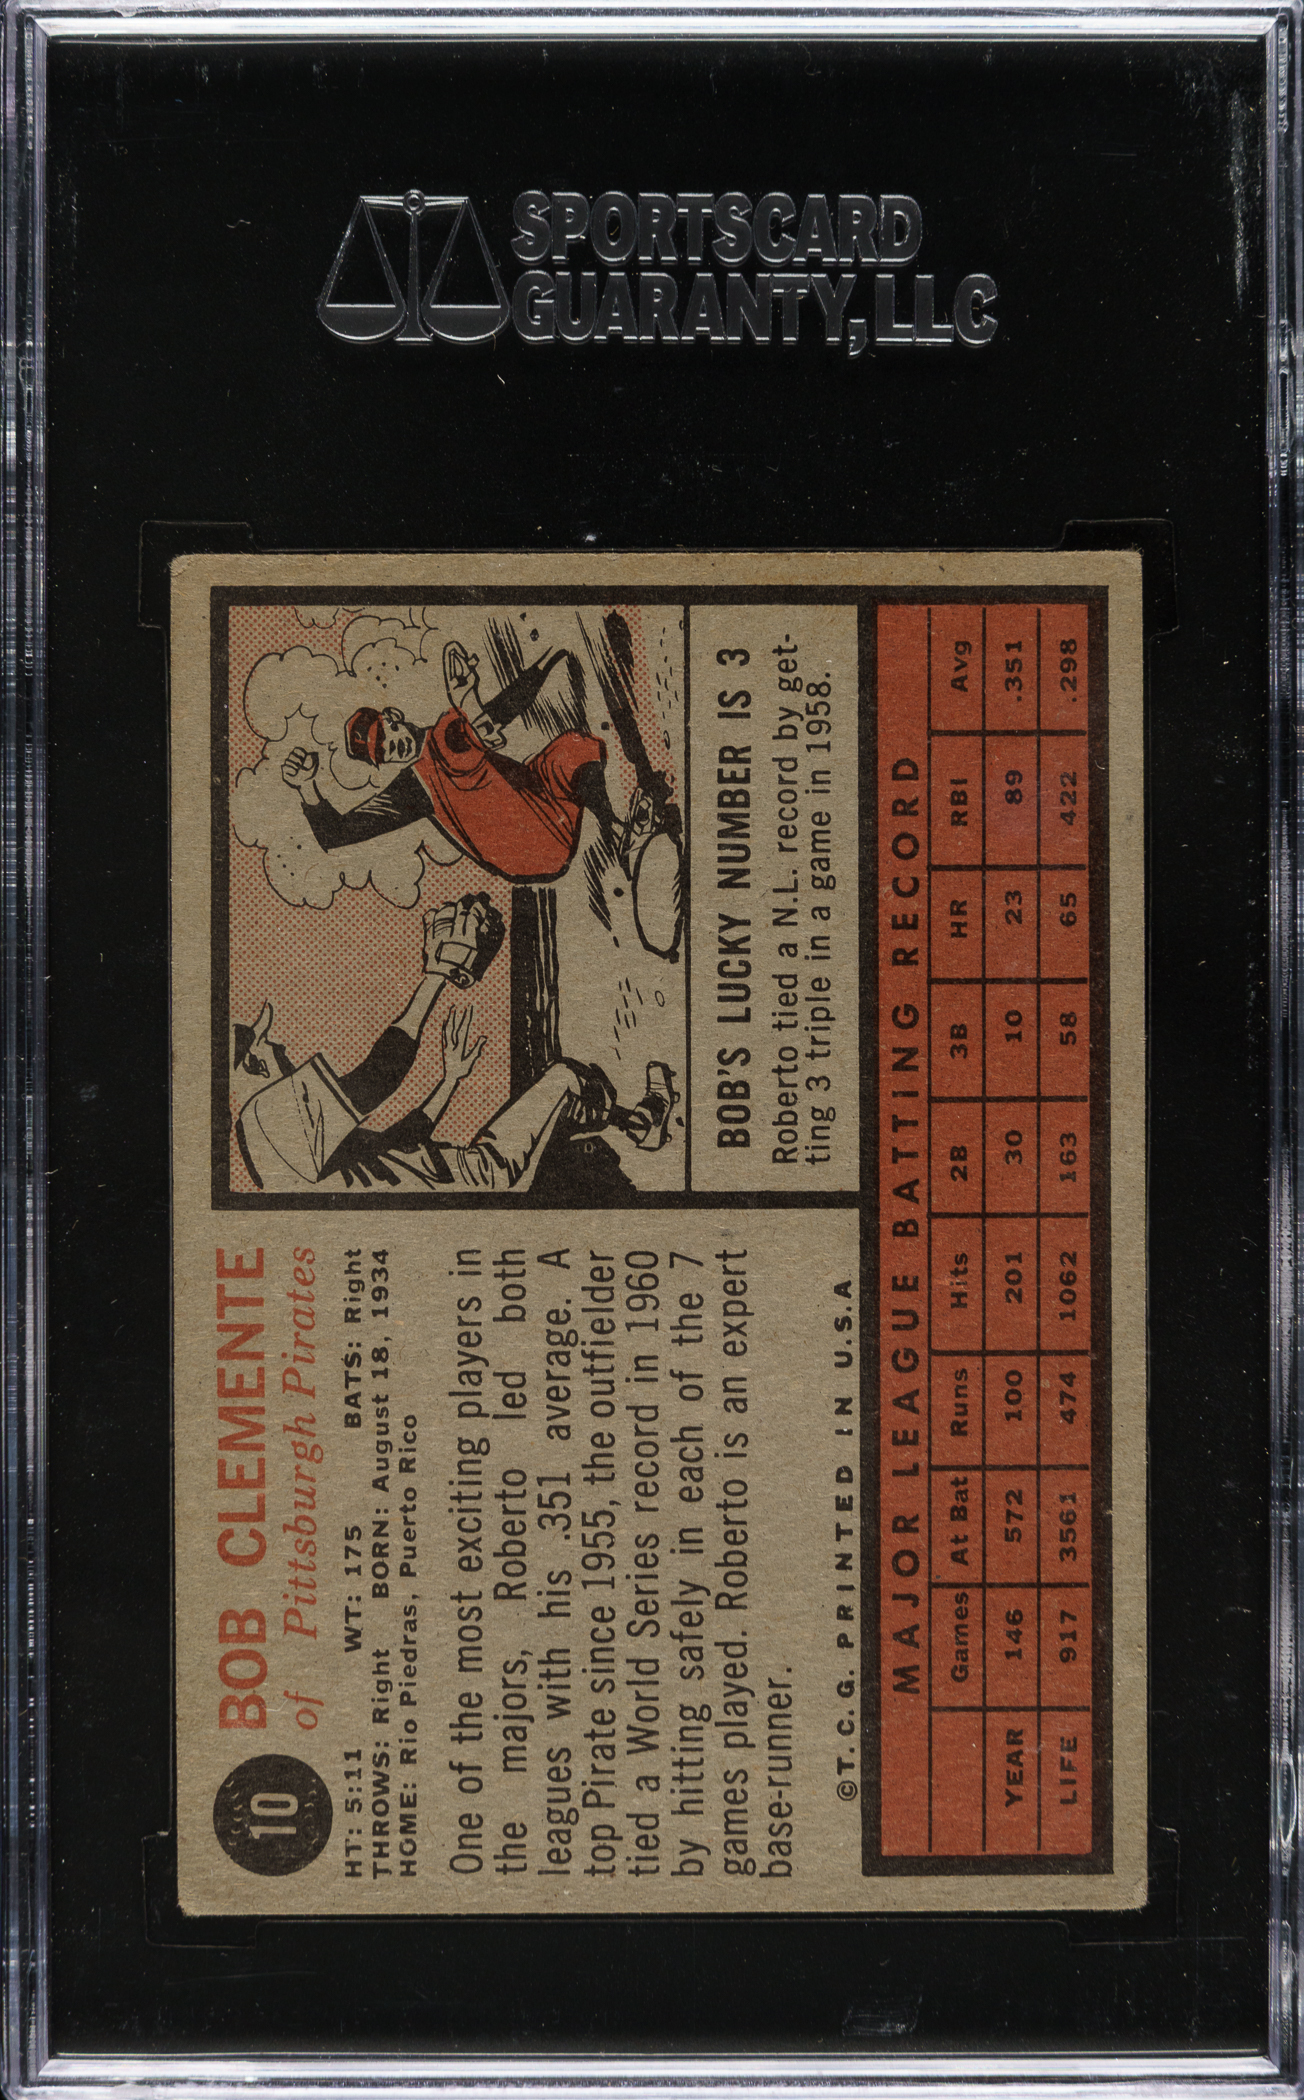 SPORTSCARD
GUARANTY, LLC
10
BOB CLEMENTE
of Pittsburgh Pirates
HT: 5:11 WT: 175 BATS: Right
THROWS: Right BORN: August 18, 1934
HOME: Rio Piedras, Puerto Rico
One of the most exciting players in
the majors, Roberto led both
leagues with his .351 average. A
top Pirate since 1955, the outfielder
tied a World Series record in 1960
by hitting safely in each of the 7
games played. Roberto is an expert
base-runner.
©T. C. G. PRINTED IN U.S.A
BOB'S LUCKY NUMBER IS 3
Roberto tied a N.L. record by get-
ting 3 triple in a game in 1958.
MAJOR LEAGUE BATTING RECORD
Games At Bat Runs Hits 2B 3B HR RBI Avg
YEAR 146 572 100 201 30 10 23 89 .351
LIFE 917 3561 474 1062 163 58 65 422 .298